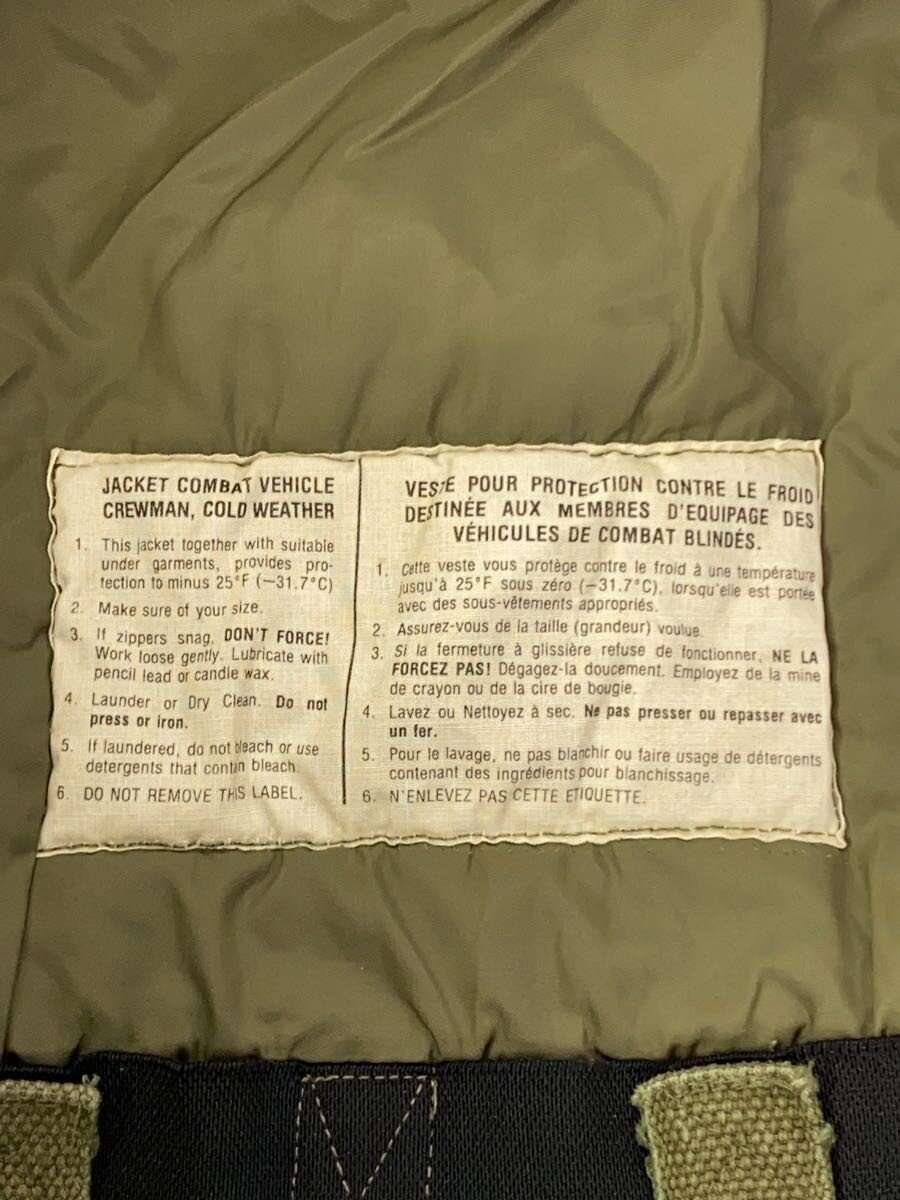 JACKET COMBAT VEHICLE
CREWMAN, COLD WEATHER
1. This jacket together with suitable
under garments, provides pro-
tection to minus 25°F (−31.7°C)
2. Make sure of your size.
3. If zippers snag, DON'T FORCE!
Work loose gently. Lubricate with
pencil lead or candle wax.
4. Launder or Dry Clean. Do not
press or iron.
5. If laundered, do not bleach or use
detergents that contin bleach.
6. DO NOT REMOVE THIS LABEL.
VESTE POUR PROTECTION CONTRE LE FROID
DESTINÉE AUX MEMBRES D'EQUIPAGE DES
VÉHICULES DE COMBAT BLINDÉS.
1. Cette veste vous protège contre le froid à une température
jusqu'à 25°F sous zéro (−31.7°C), lorsqu'elle est portée
avec des sous-vêtements appropriés.
2. Assurez-vous de la taille (grandeur) voulue.
3. Si la fermeture à glissière refuse de fonctionner, NE LA
FORCEZ PAS! Dégagez-la doucement. Employez de la mine
de crayon ou de la cire de bougie.
4. Lavez ou Nettoyez à sec. Ne pas presser ou repasser avec
un fer.
5. Pour le lavage, ne pas blanchir ou faire usage de détergents
contenant des ingrédients pour blanchissage.
6. N'ENLEVEZ PAS CETTE ETIQUETTE.